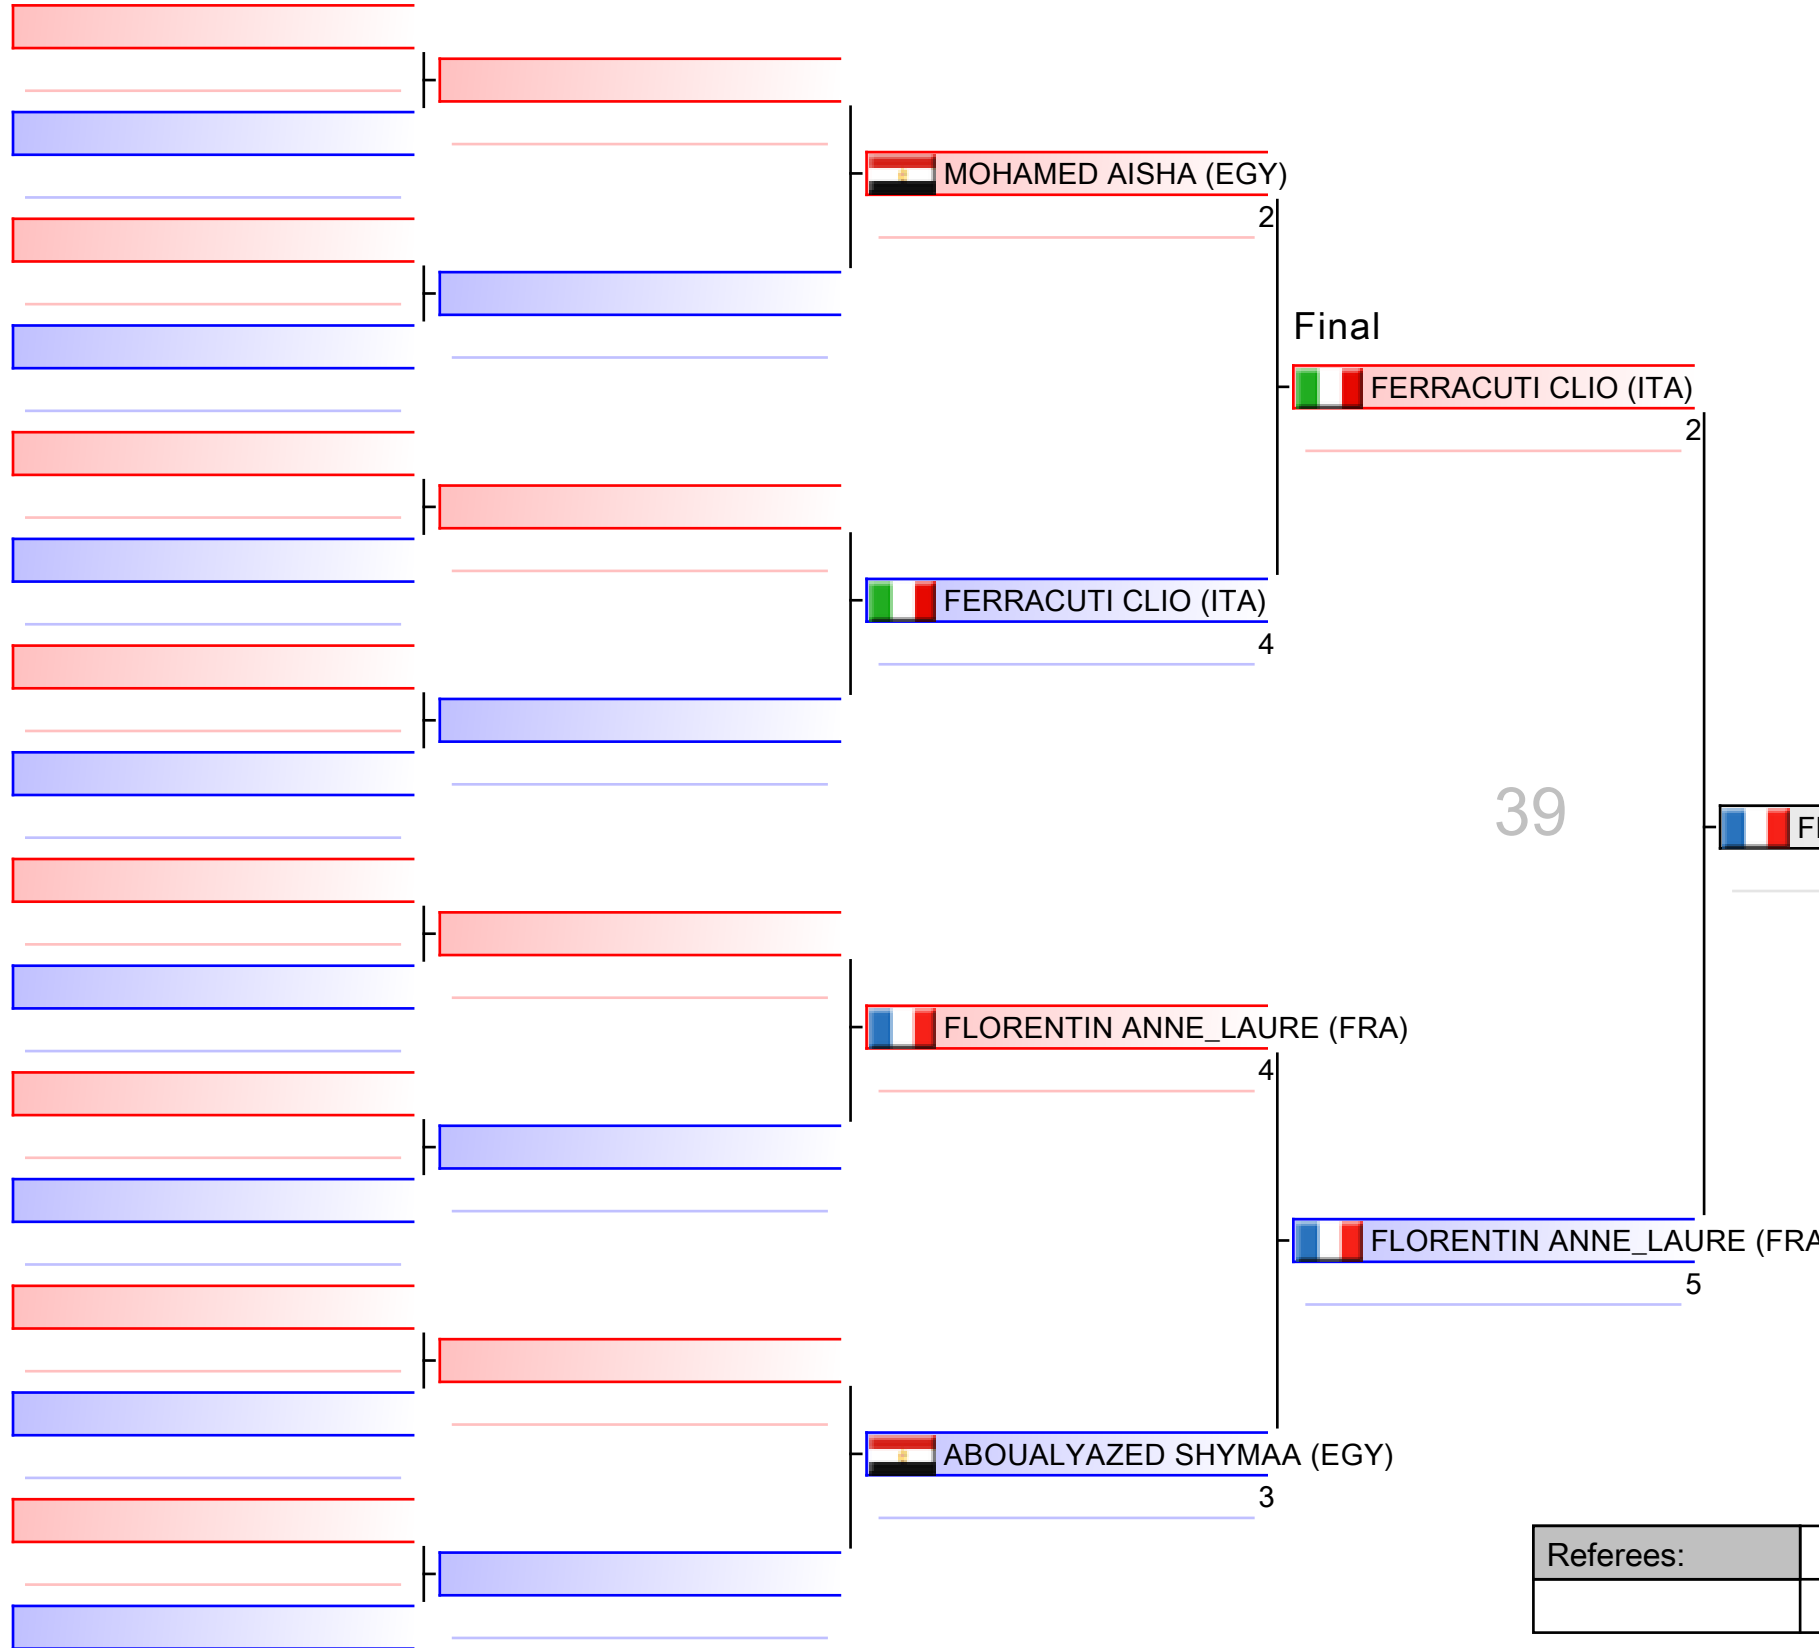 MOHAMED AISHA (EGY)
2
Final
FERRACUTI CLIO (ITA)
2
FERRACUTI CLIO (ITA)
4
39
FLORENTIN ANNE_LAURE (FRA)
4
FLORENTIN ANNE_LAURE (FRA
5
ABOUALYAZED SHYMAA (EGY)
3
Referees: